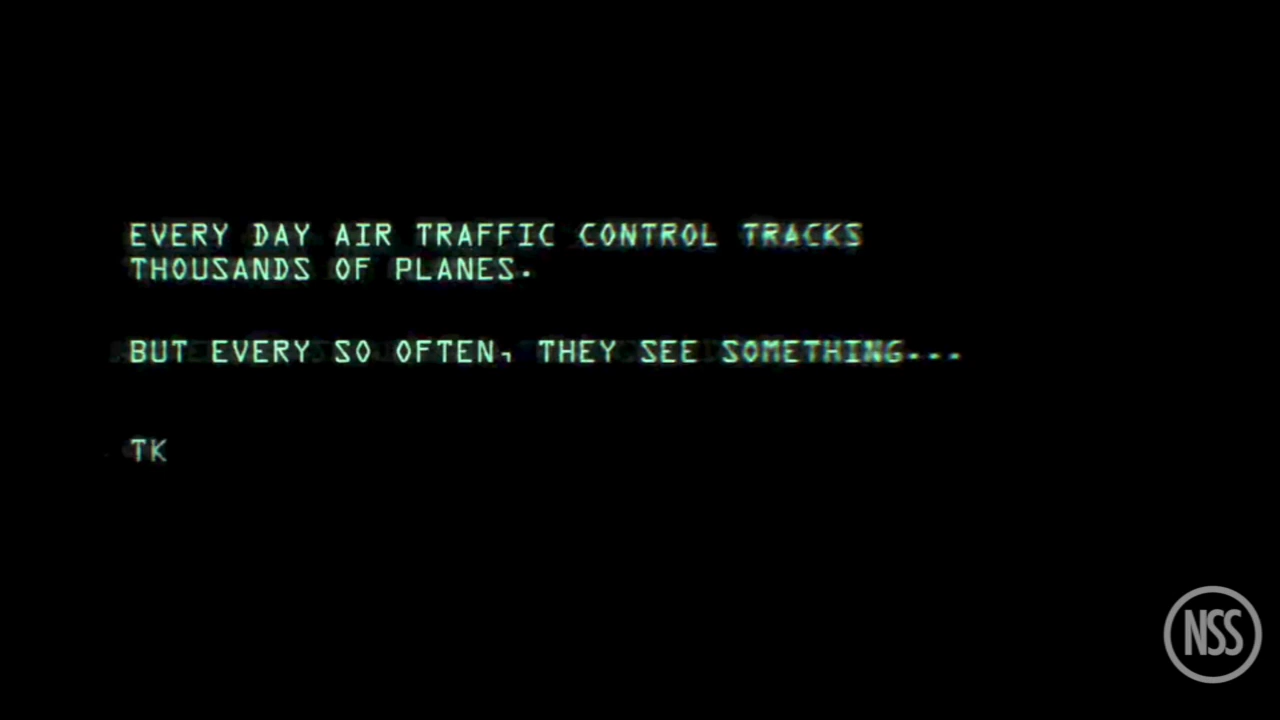 EVERY DAY AIR TRAFFIC CONTROL TRACKS
THOUSANDS OF PLANES.
BUT EVERY SO OFTEN, THEY SEE SOMETHING...
TK
NSS